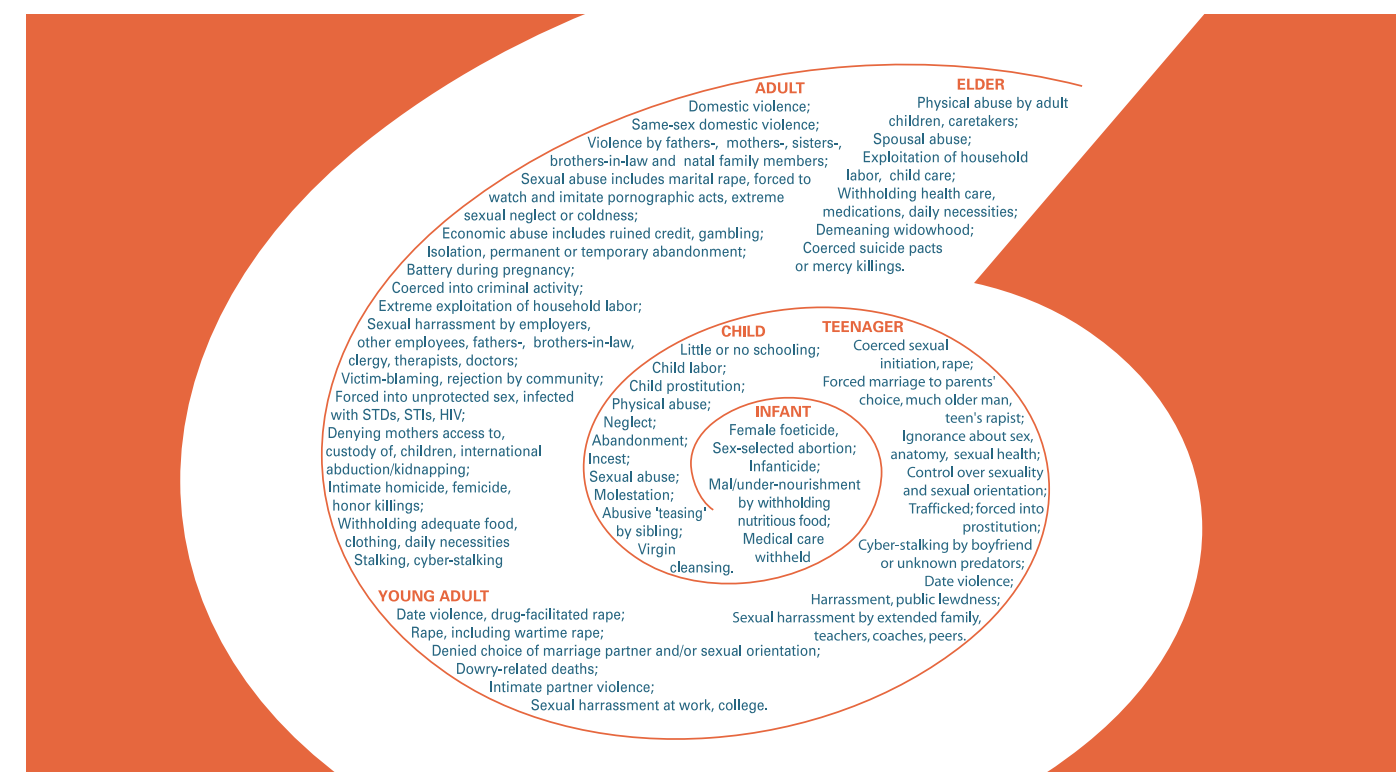 ADULT
Domestic violence;
Same-sex domestic violence;
Violence by fathers-, mothers-, sisters-,
brothers-in-law and natal family members;
Sexual abuse includes marital rape, forced to
watch and imitate pornographic acts, extreme
sexual neglect or coldness;
Economic abuse includes ruined credit, gambling;
Isolation, permanent or temporary abandonment;
Battery during pregnancy;
Coerced into criminal activity;
Extreme exploitation of household labor;
Sexual harrassment by employers,
other employees, fathers-, brothers-in-law,
clergy, therapists, doctors;
Victim-blaming, rejection by community;
Forced into unprotected sex, infected
with STDs, STIs, HIV;
Denying mothers access to,
custody of, children, international
abduction/kidnapping;
Intimate homicide, femicide,
honor killings;
Withholding adequate food,
clothing, daily necessities
Stalking, cyber-stalking
ELDER
Physical abuse by adult
children, caretakers;
Spousal abuse;
Exploitation of household
labor, child care;
Withholding health care,
medications, daily necessities;
Demeaning widowhood;
Coerced suicide pacts
or mercy killings.
CHILD
Little or no schooling;
Child labor;
Child prostitution;
Physical abuse;
Neglect;
Abandonment;
Incest;
Sexual abuse;
Molestation;
Abusive 'teasing'
by sibling;
Virgin
cleansing.
INFANT
Female foeticide,
Sex-selected abortion;
Infanticide;
Mal/under-nourishment
by withholding
nutritious food;
Medical care
withheld
TEENAGER
Coerced sexual
initiation, rape;
Forced marriage to parents'
choice, much older man,
teen's rapist;
Ignorance about sex,
anatomy, sexual health;
Control over sexuality
and sexual orientation;
Trafficked; forced into
prostitution;
Cyber-stalking by boyfriend
or unknown predators;
Date violence;
Harrassment, public lewdness;
Sexual harrassment by extended family,
teachers, coaches, peers.
YOUNG ADULT
Date violence, drug-facilitated rape;
Rape, including wartime rape;
Denied choice of marriage partner and/or sexual orientation;
Dowry-related deaths;
Intimate partner violence;
Sexual harrassment at work, college.